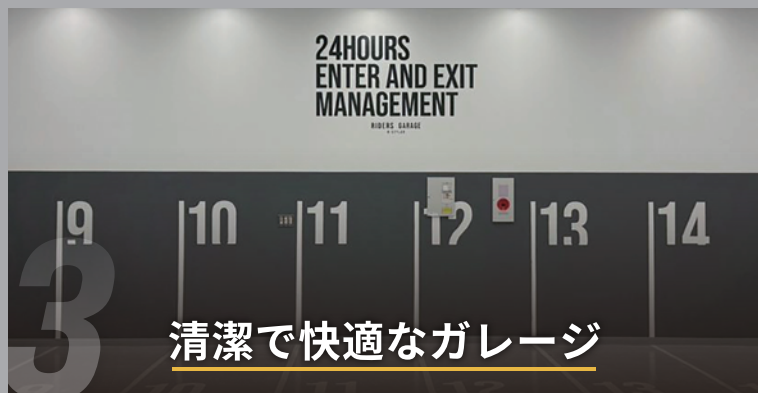 24HOURS
ENTER AND EXIT
MANAGEMENT
RIDERS GARAGE
9 10 11 12 13 14
3
清潔で快適なガレージ